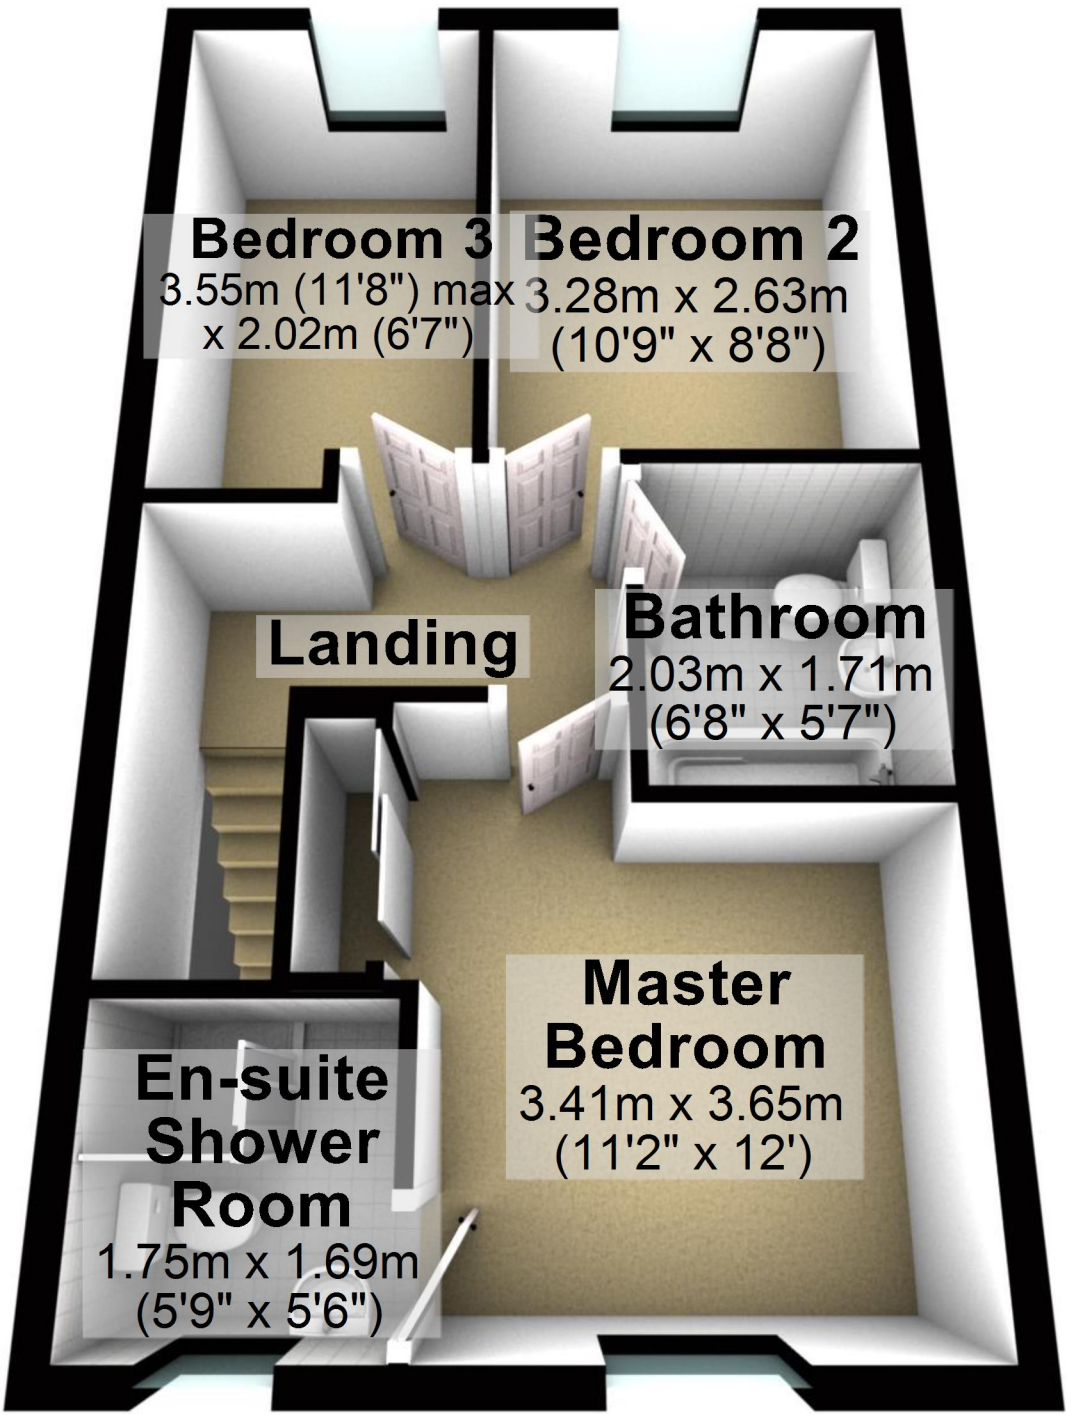 Bedroom 3
3.55m (11'8") max
x 2.02m (6'7")
Bedroom 2
3.28m x 2.63m
(10'9" x 8'8")
Landing
Bathroom
2.03m x 1.71m
(6'8" x 5'7")
Master
Bedroom
3.41m x 3.65m
(11'2" x 12')
En-suite
Shower
Room
1.75m x 1.69m
(5'9" x 5'6")